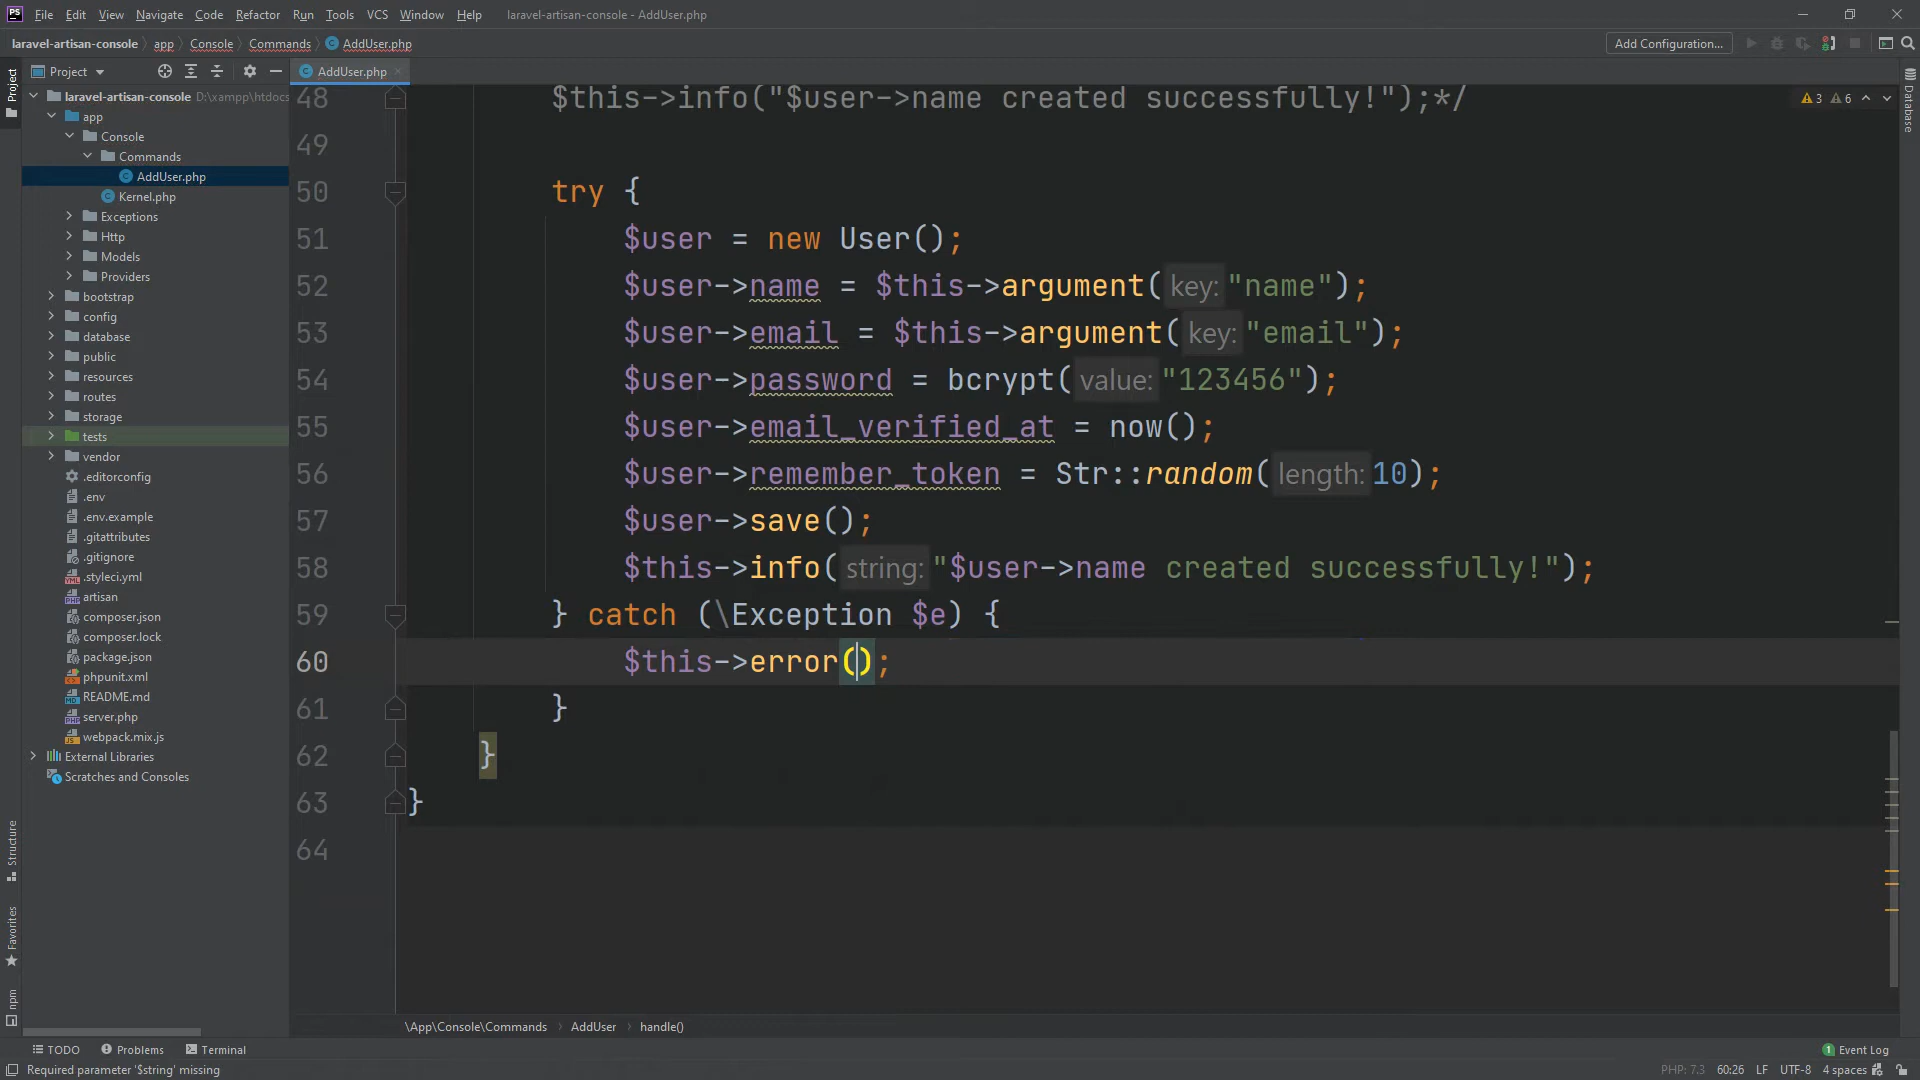 PS File Edit View Navigate Code Refactor Run Tools VCS Window Help laravel-artisan-console - AddUser.php
laravel-artisan-console app Console Commands AddUser.php Add Configuration...
Project
Project
AddUser.php
laravel-artisan-console D:\xampp\htdocs
app
Console
Commands
AddUser.php
Kernel.php
Exceptions
Http
Models
Providers
bootstrap
config
database
public
resources
routes
storage
tests
vendor
.editorconfig
.env
.env.example
.gitattributes
.gitignore
.styleci.yml
artisan
composer.json
composer.lock
package.json
phpunit.xml
README.md
server.php
webpack.mix.js
External Libraries
Scratches and Consoles
Structure
Favorites
npm
48 $this->info("$user->name created successfully!");*/
49
50 try {
51 $user = new User();
52 $user->name = $this->argument( key: "name");
53 $user->email = $this->argument( key: "email");
54 $user->password = bcrypt( value: "123456");
55 $user->email_verified_at = now();
56 $user->remember_token = Str::random( length: 10);
57 $user->save();
58 $this->info( string: "$user->name created successfully!");
59 } catch (\Exception $e) {
60 $this->error();
61 }
62 }
63 }
64
3 6
Database
\App\Console\Commands AddUser handle()
TODO Problems Terminal 1 Event Log
Required parameter '$string' missing PHP: 7.3 60:26 LF UTF-8 4 spaces